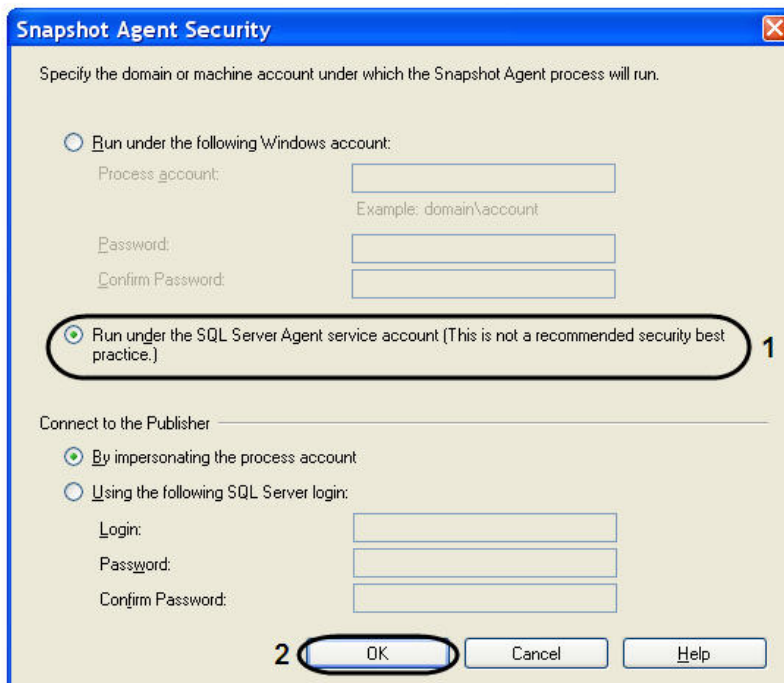 Snapshot Agent Security
Specify the domain or machine account under which the Snapshot Agent process will run.
Run under the following Windows account:
Process account:
Example: domain\account
Password:
Confirm Password:
Run under the SQL Server Agent service account (This is not a recommended security best
practice.)
1
Connect to the Publisher
By impersonating the process account
Using the following SQL Server login:
Login:
Password:
Confirm Password:
2 OK Cancel Help